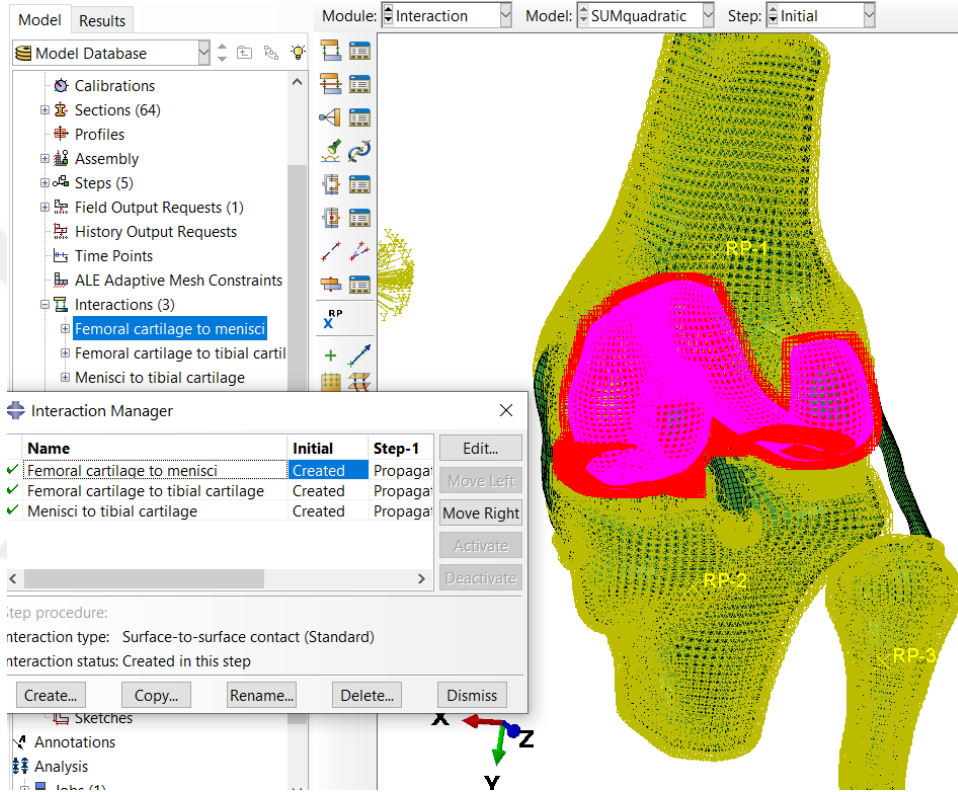 Model Results
Module: Interaction Model: SUMquadratic Step: Initial
Model Database
Calibrations
Sections (64)
Profiles
Assembly
Steps (5)
Field Output Requests (1)
History Output Requests
Time Points
ALE Adaptive Mesh Constraints
Interactions (3)
Femoral cartilage to menisci
Femoral cartilage to tibial cartil
Menisci to tibial cartilage
RP
Interaction Manager
Name Initial Step-1
Femoral cartilage to menisci Created Propagat
Femoral cartilage to tibial cartilage Created Propagat
Menisci to tibial cartilage Created Propagat
Edit...
Move Left
Move Right
Activate
Deactivate
Step procedure:
nteraction type: Surface-to-surface contact (Standard)
nteraction status: Created in this step
Create... Copy... Rename... Delete... Dismiss
Sketches
Annotations
Analysis
Jobs (1)
RP-1
RP-2
RP-3
X
Z
Y